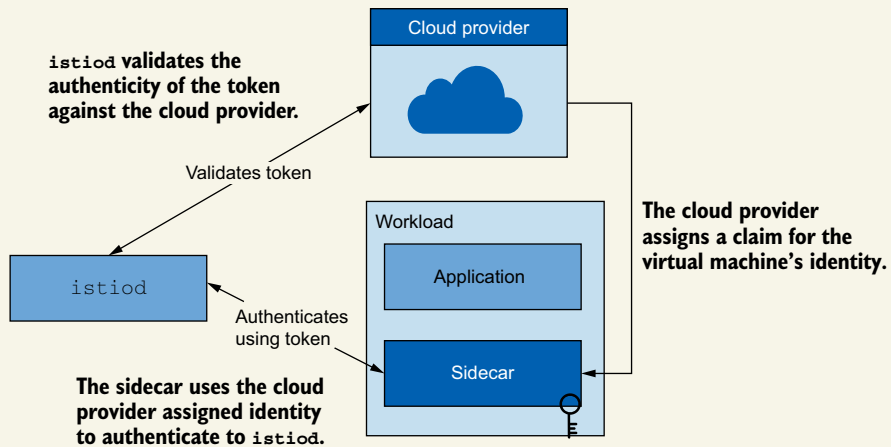 Cloud provider
istiod validates the
authenticity of the token
against the cloud provider.
Validates token
Workload
The cloud provider
assigns a claim for the
virtual machine's identity.
Application
istiod
Authenticates
using token
Sidecar
The sidecar uses the cloud
provider assigned identity
to authenticate to istiod.